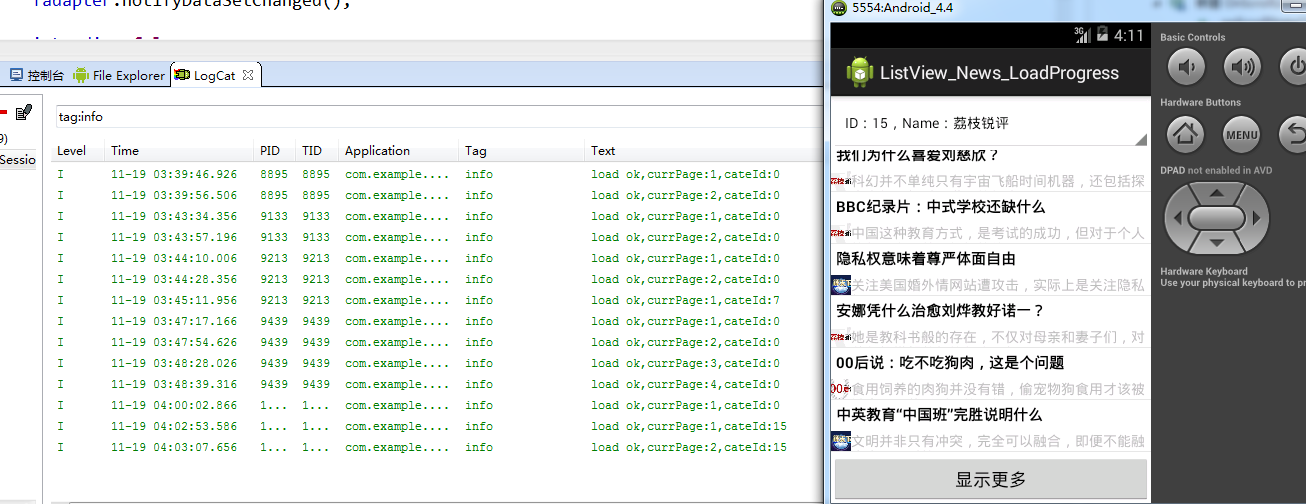 radapter.notifyDataSetChanged();
控制台 File Explorer LogCat
9)
Sessio
tag:info
Level Time PID TID Application Tag Text
I 11-19 03:39:46.926 8895 8895 com.example.... info load ok,currPage:1,cateId:0
I 11-19 03:39:56.506 8895 8895 com.example.... info load ok,currPage:2,cateId:0
I 11-19 03:43:34.356 9133 9133 com.example.... info load ok,currPage:1,cateId:0
I 11-19 03:43:57.196 9133 9133 com.example.... info load ok,currPage:2,cateId:0
I 11-19 03:44:10.006 9213 9213 com.example.... info load ok,currPage:1,cateId:0
I 11-19 03:44:28.356 9213 9213 com.example.... info load ok,currPage:2,cateId:0
I 11-19 03:45:11.956 9213 9213 com.example.... info load ok,currPage:1,cateId:7
I 11-19 03:47:17.166 9439 9439 com.example.... info load ok,currPage:1,cateId:0
I 11-19 03:47:54.626 9439 9439 com.example.... info load ok,currPage:2,cateId:0
I 11-19 03:48:28.026 9439 9439 com.example.... info load ok,currPage:3,cateId:0
I 11-19 03:48:39.316 9439 9439 com.example.... info load ok,currPage:4,cateId:0
I 11-19 04:00:02.866 1... 1... com.example.... info load ok,currPage:1,cateId:0
I 11-19 04:02:53.586 1... 1... com.example.... info load ok,currPage:1,cateId:15
I 11-19 04:03:07.656 1... 1... com.example.... info load ok,currPage:2,cateId:15
5554:Android_4.4
3G 4:11
ListView_News_LoadProgress
ID：15，Name：荔枝锐评
我们为什么喜爱刘慈欣？
科幻并不单纯只有宇宙飞船时间机器，还包括探
BBC纪录片：中式学校还缺什么
中国这种教育方式，是考试的成功，但对于个人
隐私权意味着尊严体面自由
关注美国婚外情网站遭攻击，实际上是关注隐私
安娜凭什么治愈刘烨教好诺一？
她是教科书般的存在，不仅对母亲和妻子们，对
00后说：吃不吃狗肉，这是个问题
食用饲养的肉狗并没有错，偷宠物狗食用才该被
中英教育“中国班”完胜说明什么
文明并非只有冲突，完全可以融合，即便不能融
显示更多
Basic Controls
Hardware Buttons
MENU
DPAD not enabled in AVD
Hardware Keyboard
Use your physical keyboard to pr